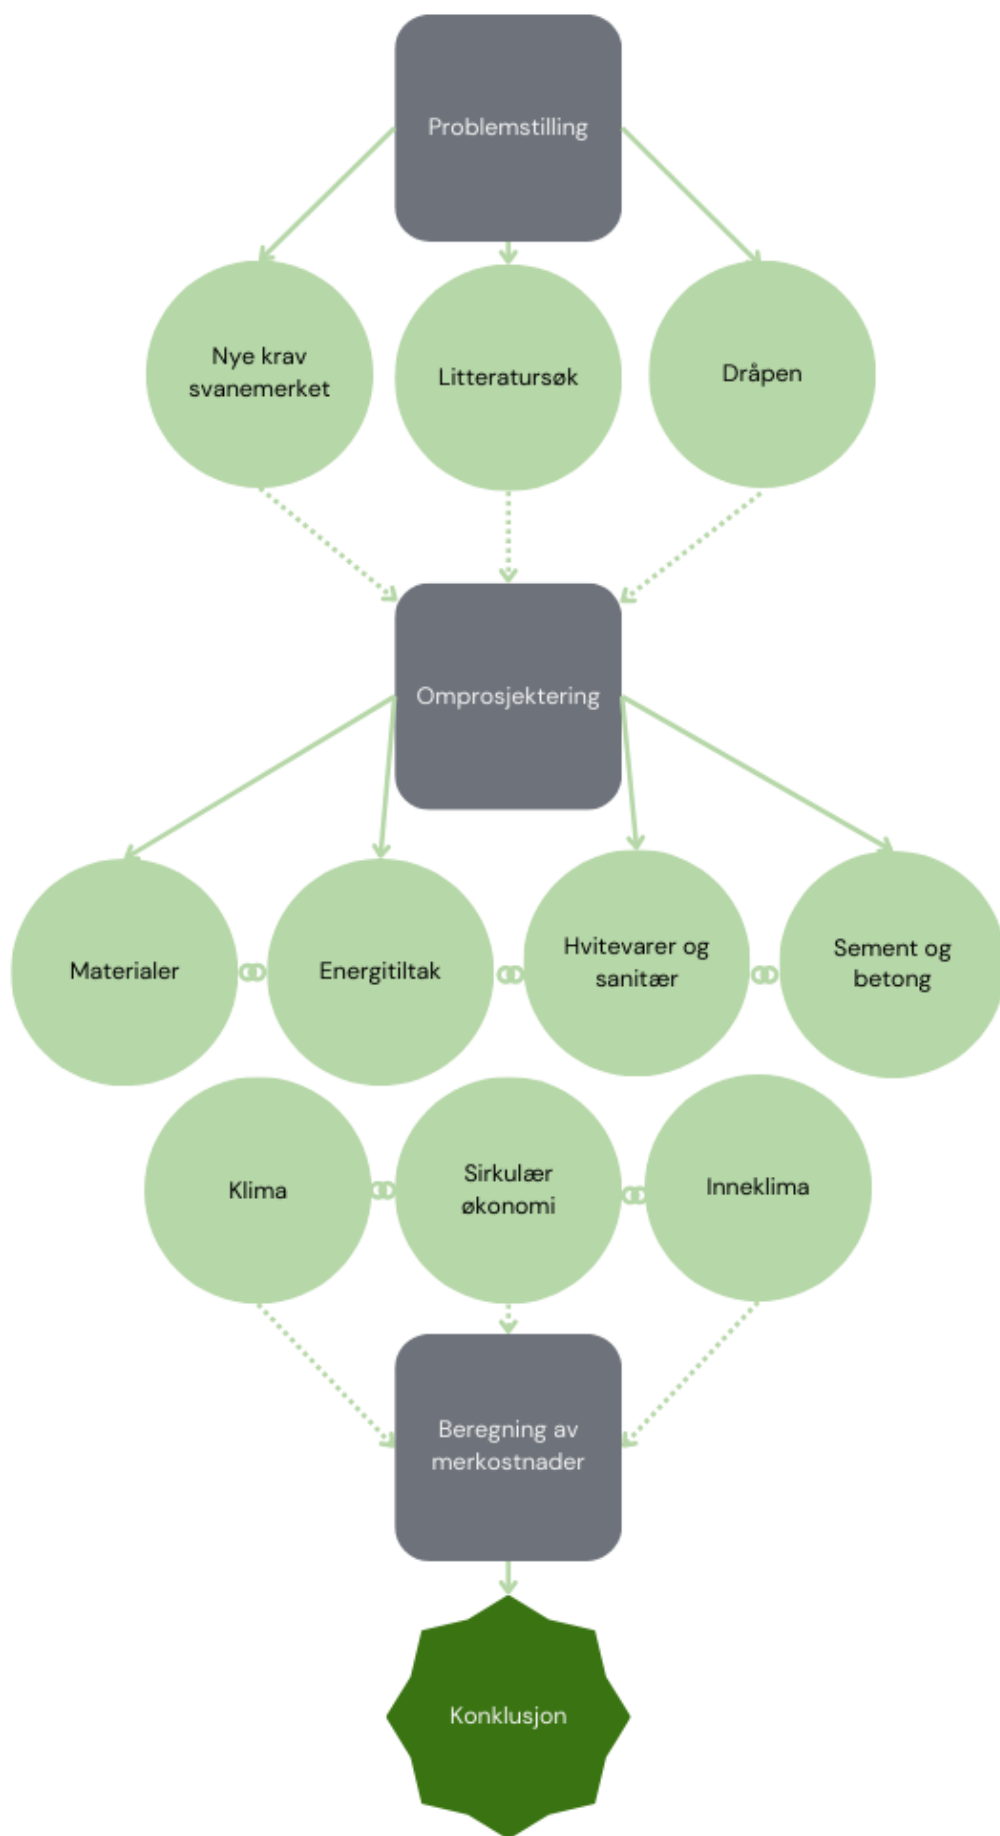 Problemstilling
Nye krav
svanemerket
Litteratursøk
Dråpen
Omprosjektering
Materialer
Energitiltak
Hvitevarer og
sanitær
Sement og
betong
Klima
Sirkulær
økonomi
Inneklima
Beregning av
merkostnader
Konklusjon